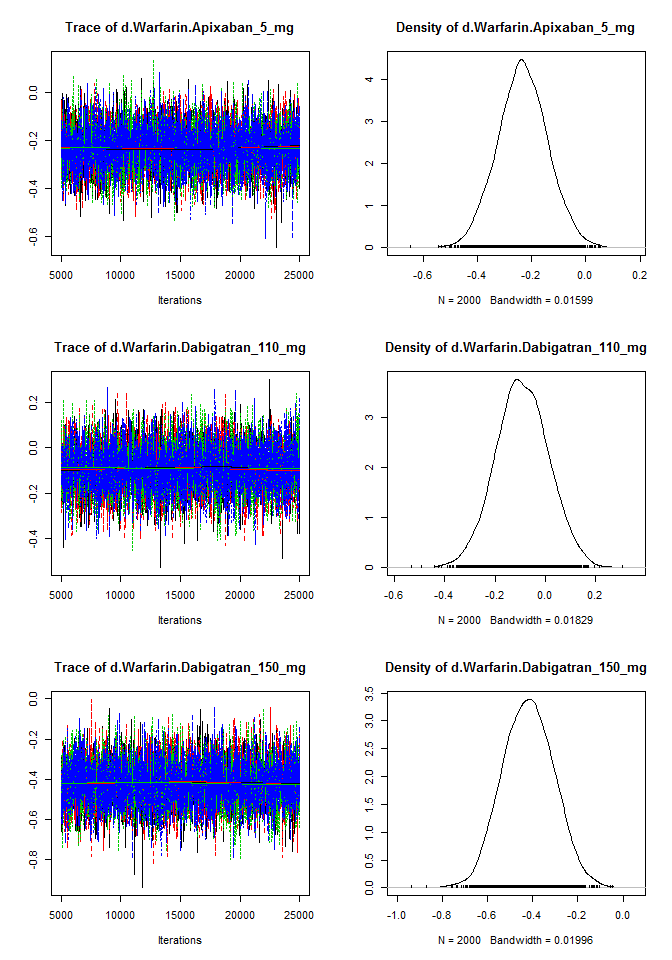 Trace of d.Warfarin.Apixaban_5_mg
0.0
-0.2
-0.4
-0.6
5000 10000 15000 20000 25000
Iterations
Density of d.Warfarin.Apixaban_5_mg
4
3
2
1
0
-0.6 -0.4 -0.2 0.0 0.2
N = 2000 Bandwidth = 0.01599
Trace of d.Warfarin.Dabigatran_110_mg
0.2
0.0
-0.2
-0.4
5000 10000 15000 20000 25000
Iterations
Density of d.Warfarin.Dabigatran_110_mg
3
2
1
0
-0.6 -0.4 -0.2 0.0 0.2
N = 2000 Bandwidth = 0.01829
Trace of d.Warfarin.Dabigatran_150_mg
0.0
-0.2
-0.4
-0.6
-0.8
5000 10000 15000 20000 25000
Iterations
Density of d.Warfarin.Dabigatran_150_mg
3.5
3.0
2.5
2.0
1.5
1.0
0.5
0.0
-1.0 -0.8 -0.6 -0.4 -0.2 0.0
N = 2000 Bandwidth = 0.01996